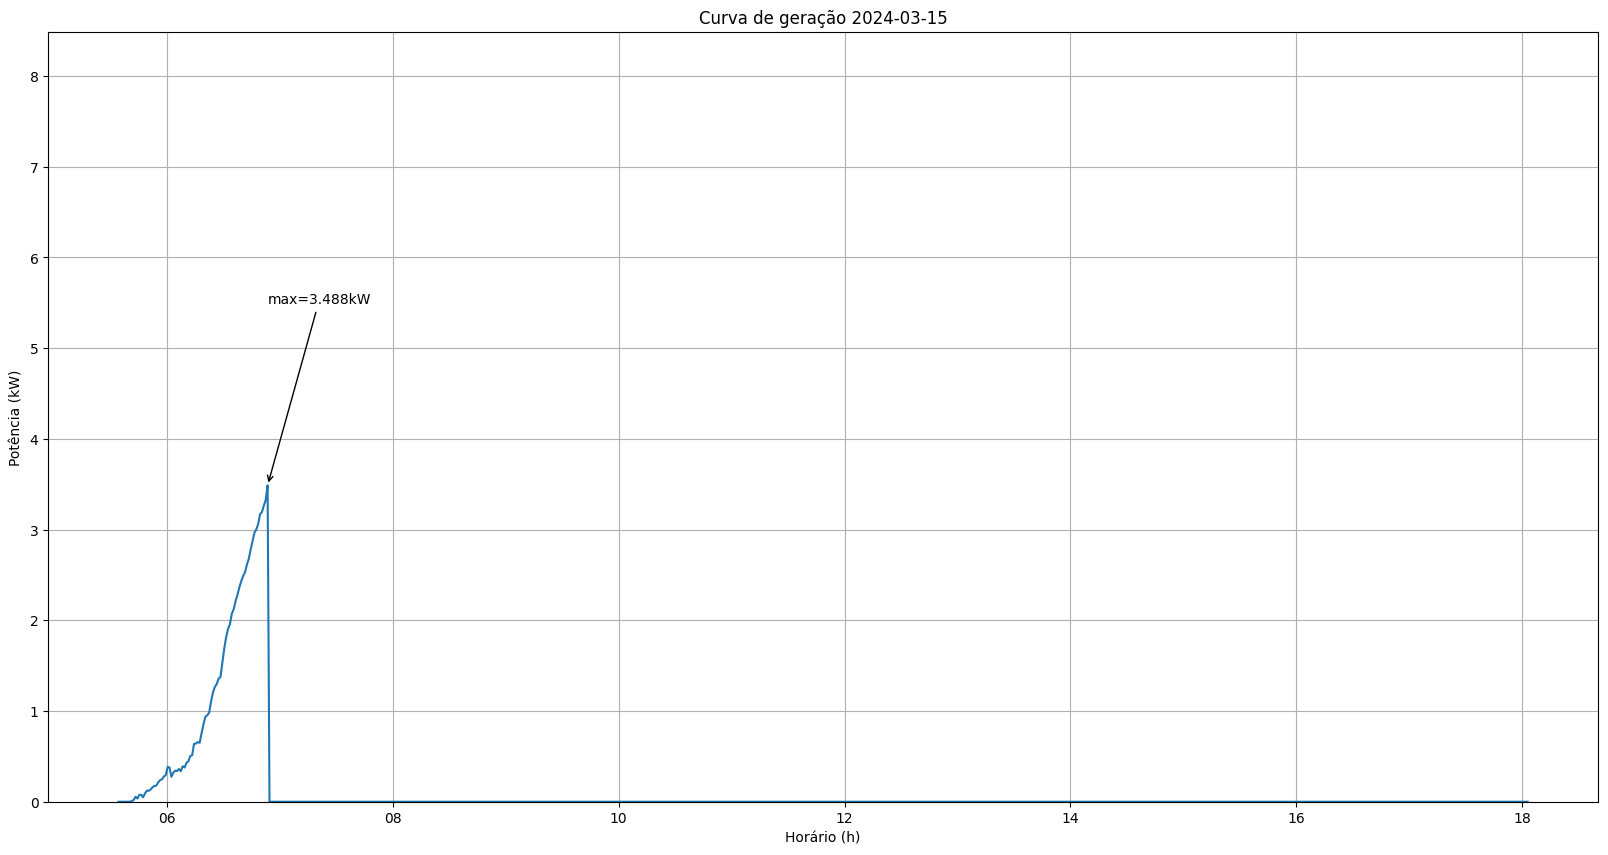 Curva de geração 2024-03-15
8
7
6
max=3.488kW
5
4
3
2
1
0
Potência (kW)
06 08 10 12 14 16 18
Horário (h)